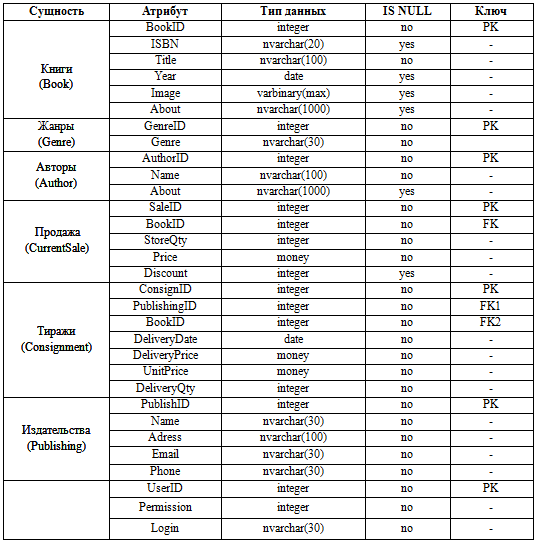 Сущность Атрибут Тип данных IS NULL Ключ
Книги (Book) BookID integer no PK
ISBN nvarchar(20) yes -
Title nvarchar(100) no -
Year date yes -
Image varbinary(max) yes -
About nvarchar(1000) yes -
Жанры (Genre) GenreID integer no PK
Genre nvarchar(30) no
Авторы (Author) AuthorID integer no PK
Name nvarchar(100) no -
About nvarchar(1000) yes -
Продажа (CurrentSale) SaleID integer no PK
BookID integer no FK
StoreQty integer no -
Price money no -
Discount integer yes -
Тиражи (Consignment) ConsignID integer no PK
PublishingID integer no FK1
BookID integer no FK2
DeliveryDate date no -
DeliveryPrice money no -
UnitPrice money no -
DeliveryQty integer no -
Издательства (Publishing) PublishID integer no PK
Name nvarchar(30) no -
Adress nvarchar(100) no -
Email nvarchar(30) no -
Phone nvarchar(30) no -
UserID integer no PK
Permission integer no -
Login nvarchar(30) no -